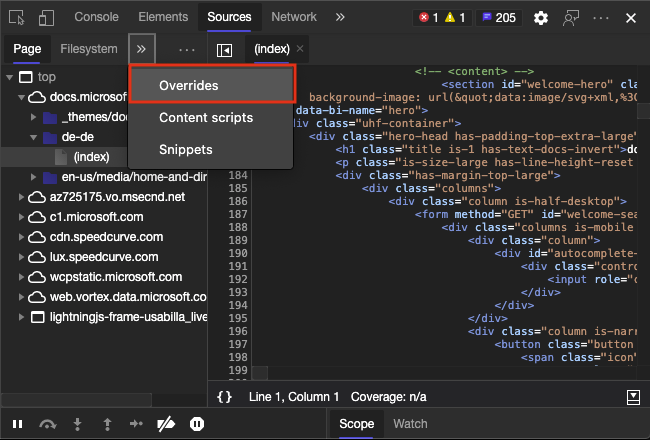 Console Elements Sources Network » 1 1 205
Page Filesystem » ··· (index) ×
top
docs.microsof
_themes/doc
de-de
(index)
en-us/media/home-and-dir
az725175.vo.msecnd.net
c1.microsoft.com
cdn.speedcurve.com
lux.speedcurve.com
wcpstatic.microsoft.com
web.vortex.data.microsoft.co
lightningjs-frame-usabilla_live
Overrides
Content scripts
Snippets
<!-- <content> -->
<section id="welcome-hero" clas
background-image: url(&quot;data:image/svg+xml,%3C
data-bi-name="hero">
div class="uhf-container">
<div class="hero-head has-padding-top-extra-large"
<h1 class="title is-1 has-text-docs-invert">do
<p class="is-size-large has-line-height-reset
184 <div class="has-margin-top-large">
185 <div class="columns">
186 <div class="column is-half-desktop">
187 <form method="GET" id="welcome-sea
188 <div class="columns is-mobile
189 <div class="column">
190 <div id="autocomplete-
191 <div class="contro
192 <input role="c
193 </div>
194 </div>
195 </div>
196 <div class="column is-narr
197 <button class="button
198 <span class="icon"
199
{ } Line 1, Column 1 Coverage: n/a
Scope Watch